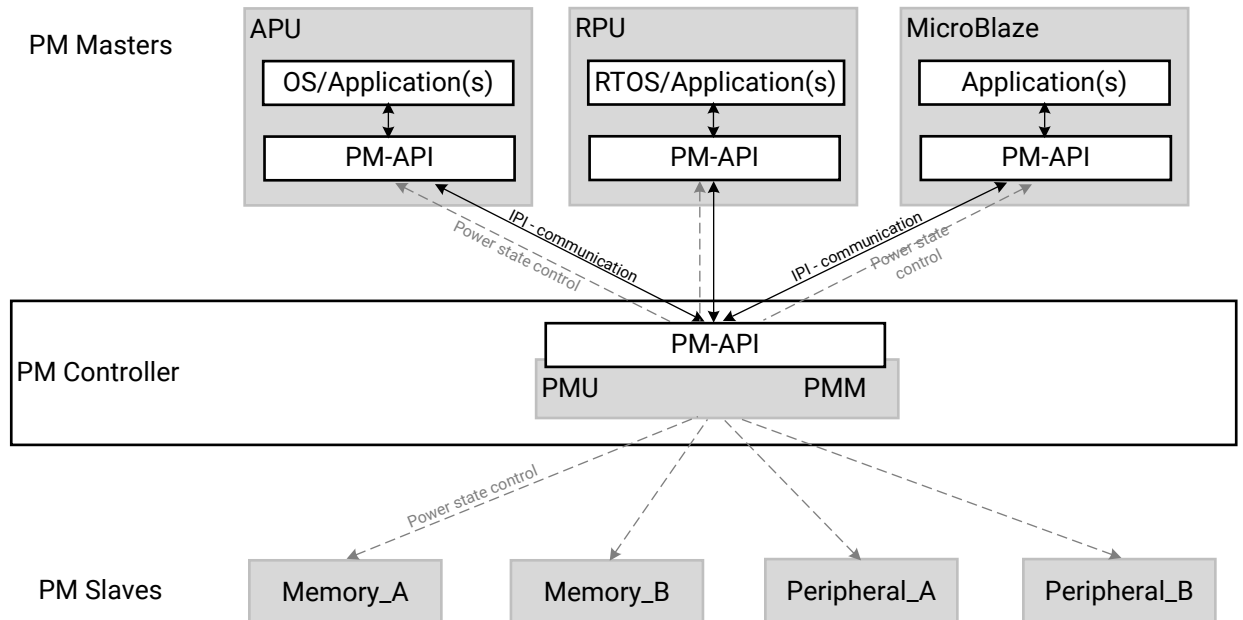 PM Masters
APU
OS/Application(s)
PM-API
RPU
RTOS/Application(s)
PM-API
MicroBlaze
Application(s)
PM-API
IPI - communication
Power state control
IPI - communication
Power state
control
PM Controller
PM-API
PMU
PMM
Power state control
PM Slaves
Memory_A
Memory_B
Peripheral_A
Peripheral_B